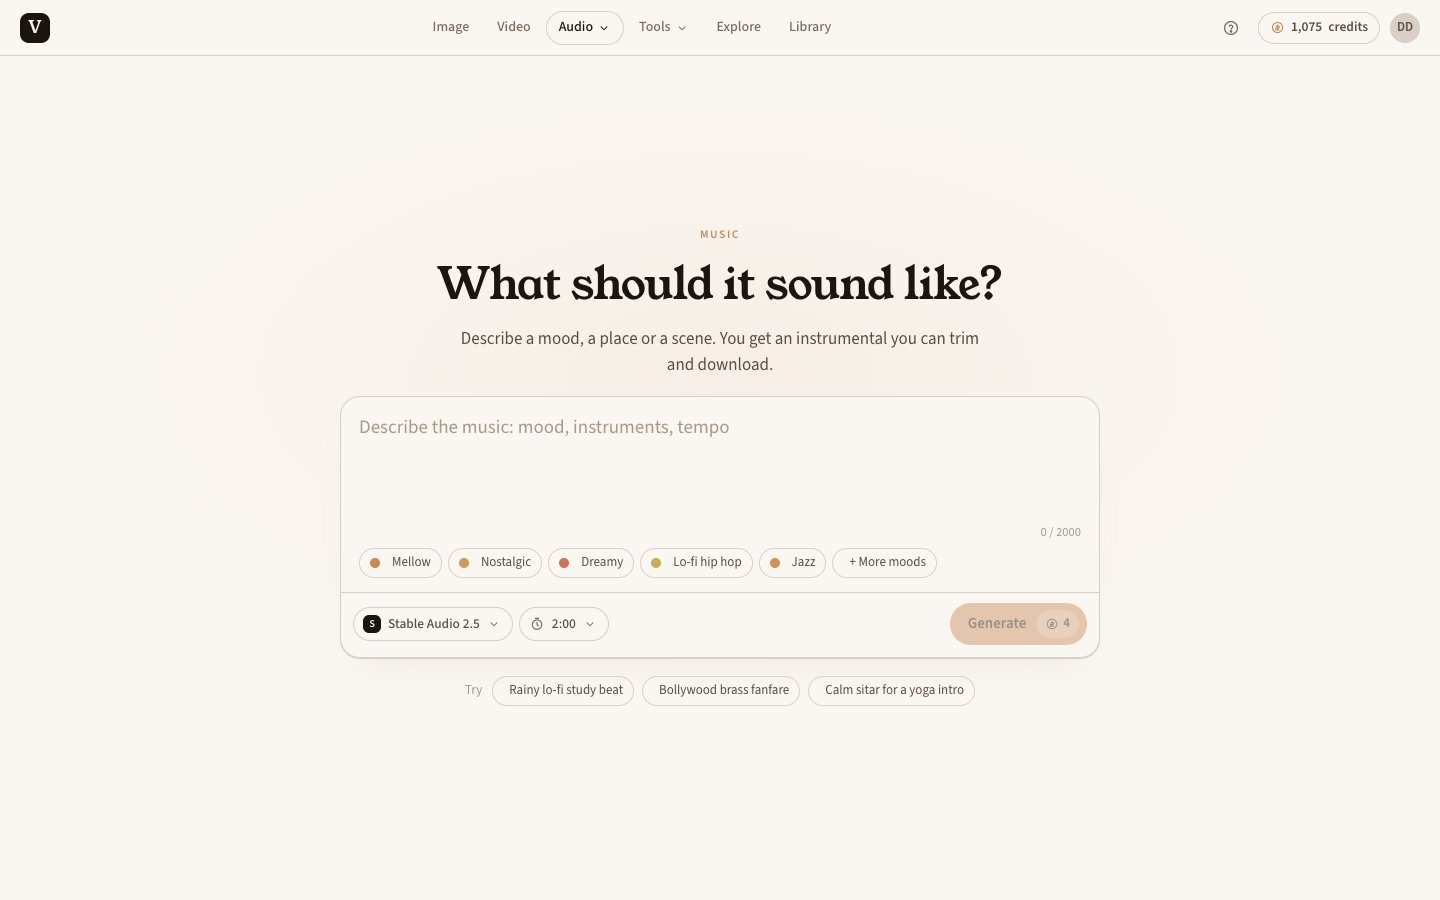 V
Image Video Audio Tools Explore Library
1,075 credits
DD
MUSIC
What should it sound like?
Describe a mood, a place or a scene. You get an instrumental you can trim
and download.
Describe the music: mood, instruments, tempo
0 / 2000
Mellow Nostalgic Dreamy Lo-fi hip hop Jazz + More moods
S Stable Audio 2.5 2:00 Generate 4
Try Rainy lo-fi study beat Bollywood brass fanfare Calm sitar for a yoga intro